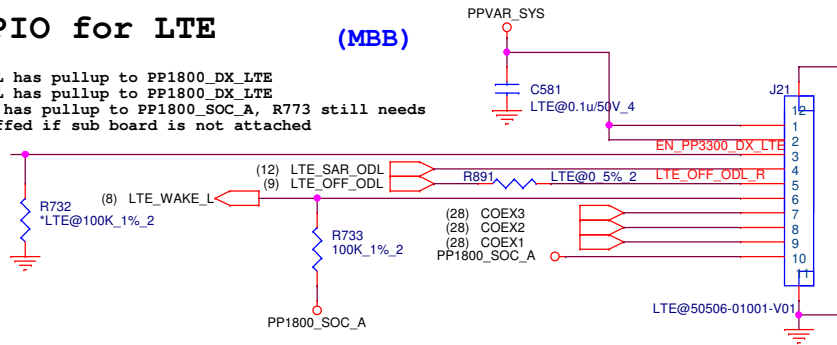 PIO for LTE
(MBB)
PPVAR_SYS
L has pullup to PP1800_DX_LTE
L has pullup to PP1800_DX_LTE
has pullup to PP1800_SOC_A, R773 still needs
ffed if sub board is not attached
C581
LTE@0.1u/50V_4
J21
12
1
2
EN_PP3300_DX_LTE
3
(12) LTE_SAR_ODL
4
LTE_OFF_ODL_R
(9) LTE_OFF_ODL
R891
LTE@0_5%_2
5
(8) LTE_WAKE_L
6
R732
*LTE@100K_1%_2
(28) COEX3
7
R733
100K_1%_2
(28) COEX2
8
(28) COEX1
9
PP1800_SOC_A
10
11
LTE@50506-01001-V01
PP1800_SOC_A